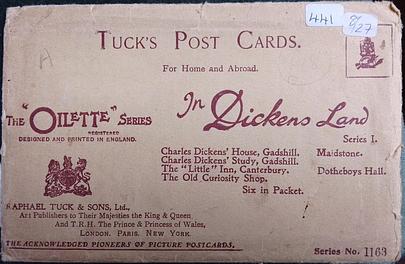 441
9/27
TUCK'S POST CARDS.
For Home and Abroad.
THE "OILETTE" SERIES
REGISTERED
DESIGNED AND PRINTED IN ENGLAND.
In Dickens Land
Series I.
Charles Dickens' House, Gadshill. Maidstone.
Charles Dickens' Study, Gadshill.
The "Little" Inn, Canterbury. Dotheboys Hall.
The Old Curiosity Shop.
Six in Packet.
RAPHAEL TUCK & SONS, Ltd.,
Art Publishers to Their Majesties the King & Queen
And T.R.H. The Prince & Princess of Wales,
LONDON. PARIS. NEW YORK.
THE ACKNOWLEDGED PIONEERS OF PICTURE POSTCARDS.
Series No. 1163